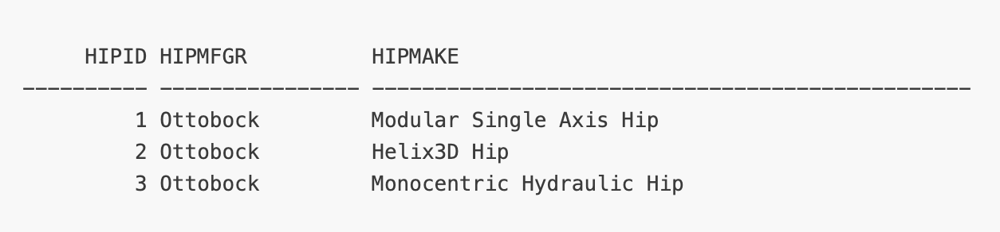 HIPID HIPMFGR HIPMAKE
---------- ---------------- ------------------------------------------------
1 Ottobock Modular Single Axis Hip
2 Ottobock Helix3D Hip
3 Ottobock Monocentric Hydraulic Hip